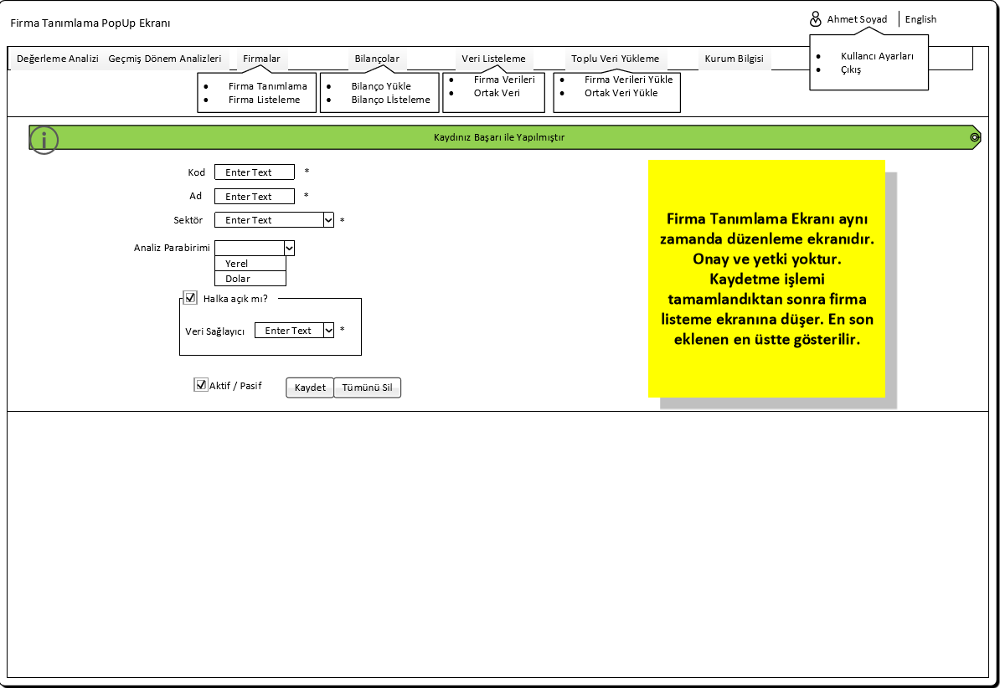 Firma Tanımlama PopUp Ekranı
Ahmet Soyad
English
Kullancı Ayarları
Çıkış
Değerleme Analizi
Geçmiş Dönem Analizleri
Firmalar
Bilançolar
Veri Listeleme
Toplu Veri Yükleme
Kurum Bilgisi
Firma Tanımlama
Firma Listeleme
Bilanço Yükle
Bilanço Lİsteleme
Firma Verileri
Ortak Veri
Firma Verileri Yükle
Ortak Veri Yükle
Kaydınız Başarı ile Yapılmıştır
Kod Enter Text *
Ad Enter Text *
Sektör Enter Text *
Analiz Parabirimi
Yerel
Dolar
Halka açık mı?
Veri Sağlayıcı Enter Text *
Aktif / Pasif
Kaydet
Tümünü Sil
Firma Tanımlama Ekranı aynı
zamanda düzenleme ekranıdır.
Onay ve yetki yoktur.
Kaydetme işlemi
tamamlandıktan sonra firma
listeme ekranına düşer. En son
eklenen en üstte gösterilir.